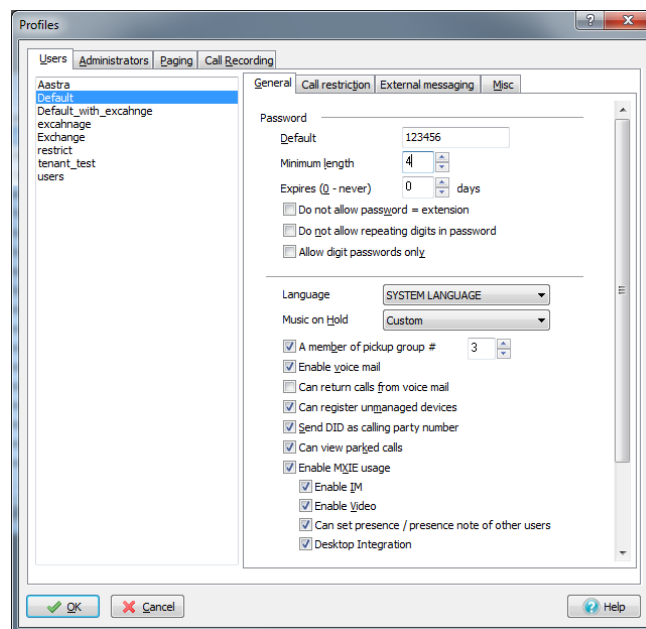 Profiles
Users Administrators Paging Call Recording
Aastra
Default
Default_with_excahnge
excahnage
Exchange
restrict
tenant_test
users
General Call restriction External messaging Misc
Password
Default 123456
Minimum length 4
Expires (0 - never) 0 days
Do not allow password = extension
Do not allow repeating digits in password
Allow digit passwords only
Language SYSTEM LANGUAGE
Music on Hold Custom
A member of pickup group # 3
Enable voice mail
Can return calls from voice mail
Can register unmanaged devices
Send DID as calling party number
Can view parked calls
Enable MXIE usage
Enable IM
Enable Video
Can set presence / presence note of other users
Desktop Integration
OK Cancel Help